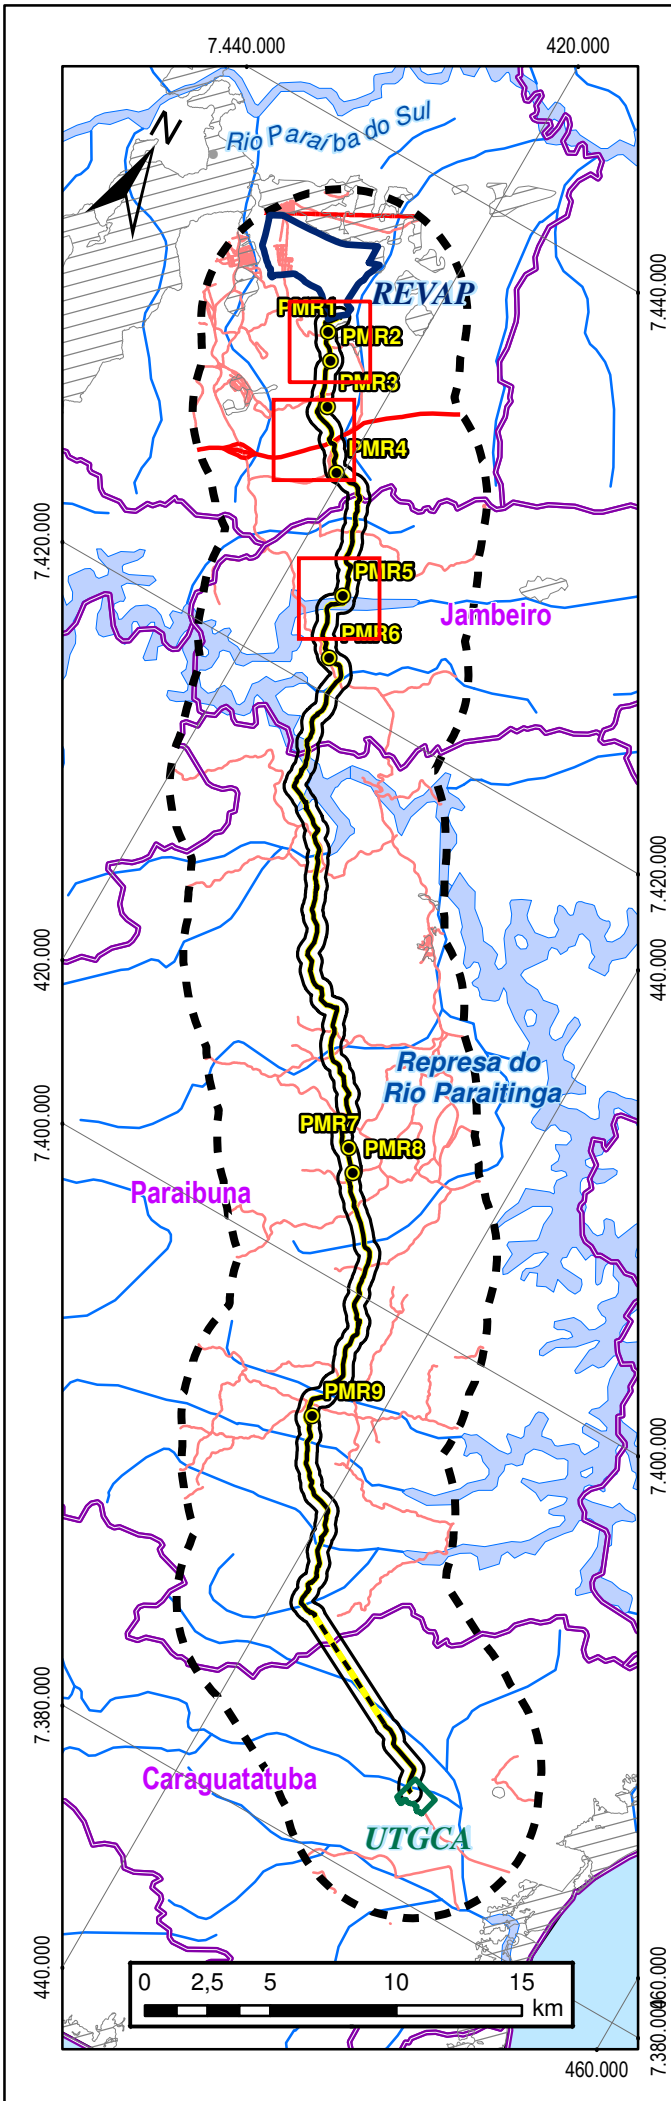 7.440.000
420.000
N
Rio Paraíba do Sul
REVAP
7.440.000
PMR1
PMR2
PMR3
PMR4
7.420.000
PMR5
Jambeiro
PMR6
7.420.000
420.000
440.000
Represa do
Rio Paraitinga
7.400.000
PMR7
PMR8
Paraibuna
PMR9
7.400.000
7.380.000
Caraguatatuba
UTGCA
440.000
0 2,5 5 10 15
km
460.000
7.380.000
460.000